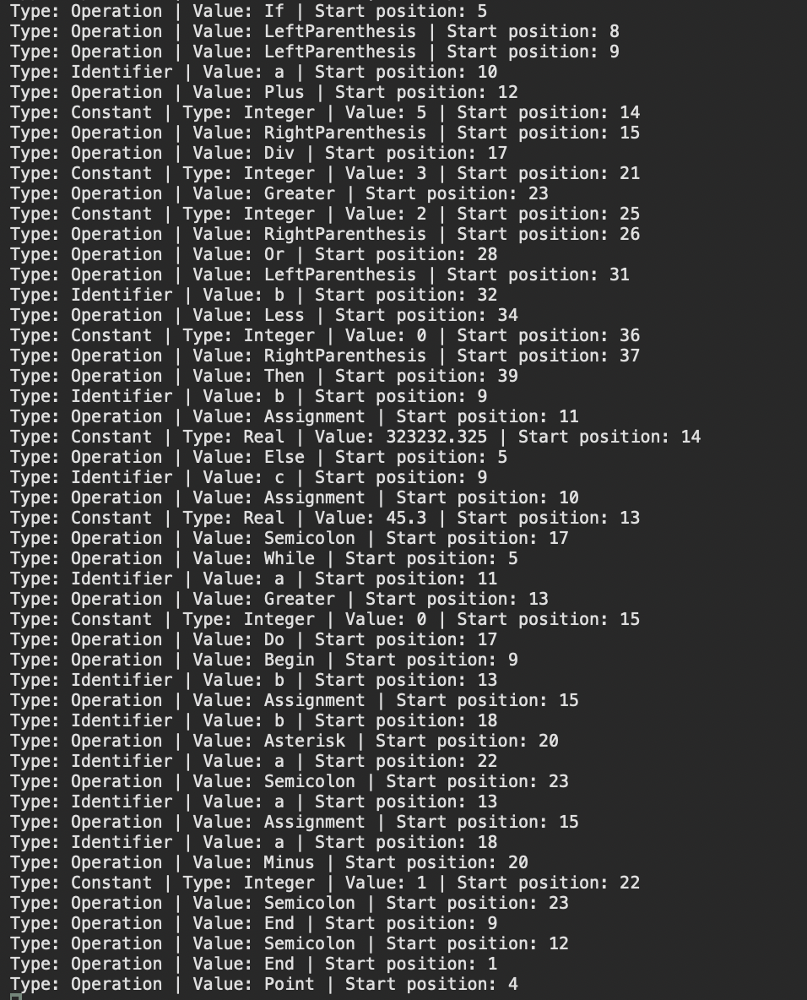 Type: Operation | Value: If | Start position: 5
Type: Operation | Value: LeftParenthesis | Start position: 8
Type: Operation | Value: LeftParenthesis | Start position: 9
Type: Identifier | Value: a | Start position: 10
Type: Operation | Value: Plus | Start position: 12
Type: Constant | Type: Integer | Value: 5 | Start position: 14
Type: Operation | Value: RightParenthesis | Start position: 15
Type: Operation | Value: Div | Start position: 17
Type: Constant | Type: Integer | Value: 3 | Start position: 21
Type: Operation | Value: Greater | Start position: 23
Type: Constant | Type: Integer | Value: 2 | Start position: 25
Type: Operation | Value: RightParenthesis | Start position: 26
Type: Operation | Value: Or | Start position: 28
Type: Operation | Value: LeftParenthesis | Start position: 31
Type: Identifier | Value: b | Start position: 32
Type: Operation | Value: Less | Start position: 34
Type: Constant | Type: Integer | Value: 0 | Start position: 36
Type: Operation | Value: RightParenthesis | Start position: 37
Type: Operation | Value: Then | Start position: 39
Type: Identifier | Value: b | Start position: 9
Type: Operation | Value: Assignment | Start position: 11
Type: Constant | Type: Real | Value: 323232.325 | Start position: 14
Type: Operation | Value: Else | Start position: 5
Type: Identifier | Value: c | Start position: 9
Type: Operation | Value: Assignment | Start position: 10
Type: Constant | Type: Real | Value: 45.3 | Start position: 13
Type: Operation | Value: Semicolon | Start position: 17
Type: Operation | Value: While | Start position: 5
Type: Identifier | Value: a | Start position: 11
Type: Operation | Value: Greater | Start position: 13
Type: Constant | Type: Integer | Value: 0 | Start position: 15
Type: Operation | Value: Do | Start position: 17
Type: Operation | Value: Begin | Start position: 9
Type: Identifier | Value: b | Start position: 13
Type: Operation | Value: Assignment | Start position: 15
Type: Identifier | Value: b | Start position: 18
Type: Operation | Value: Asterisk | Start position: 20
Type: Identifier | Value: a | Start position: 22
Type: Operation | Value: Semicolon | Start position: 23
Type: Identifier | Value: a | Start position: 13
Type: Operation | Value: Assignment | Start position: 15
Type: Identifier | Value: a | Start position: 18
Type: Operation | Value: Minus | Start position: 20
Type: Constant | Type: Integer | Value: 1 | Start position: 22
Type: Operation | Value: Semicolon | Start position: 23
Type: Operation | Value: End | Start position: 9
Type: Operation | Value: Semicolon | Start position: 12
Type: Operation | Value: End | Start position: 1
Type: Operation | Value: Point | Start position: 4